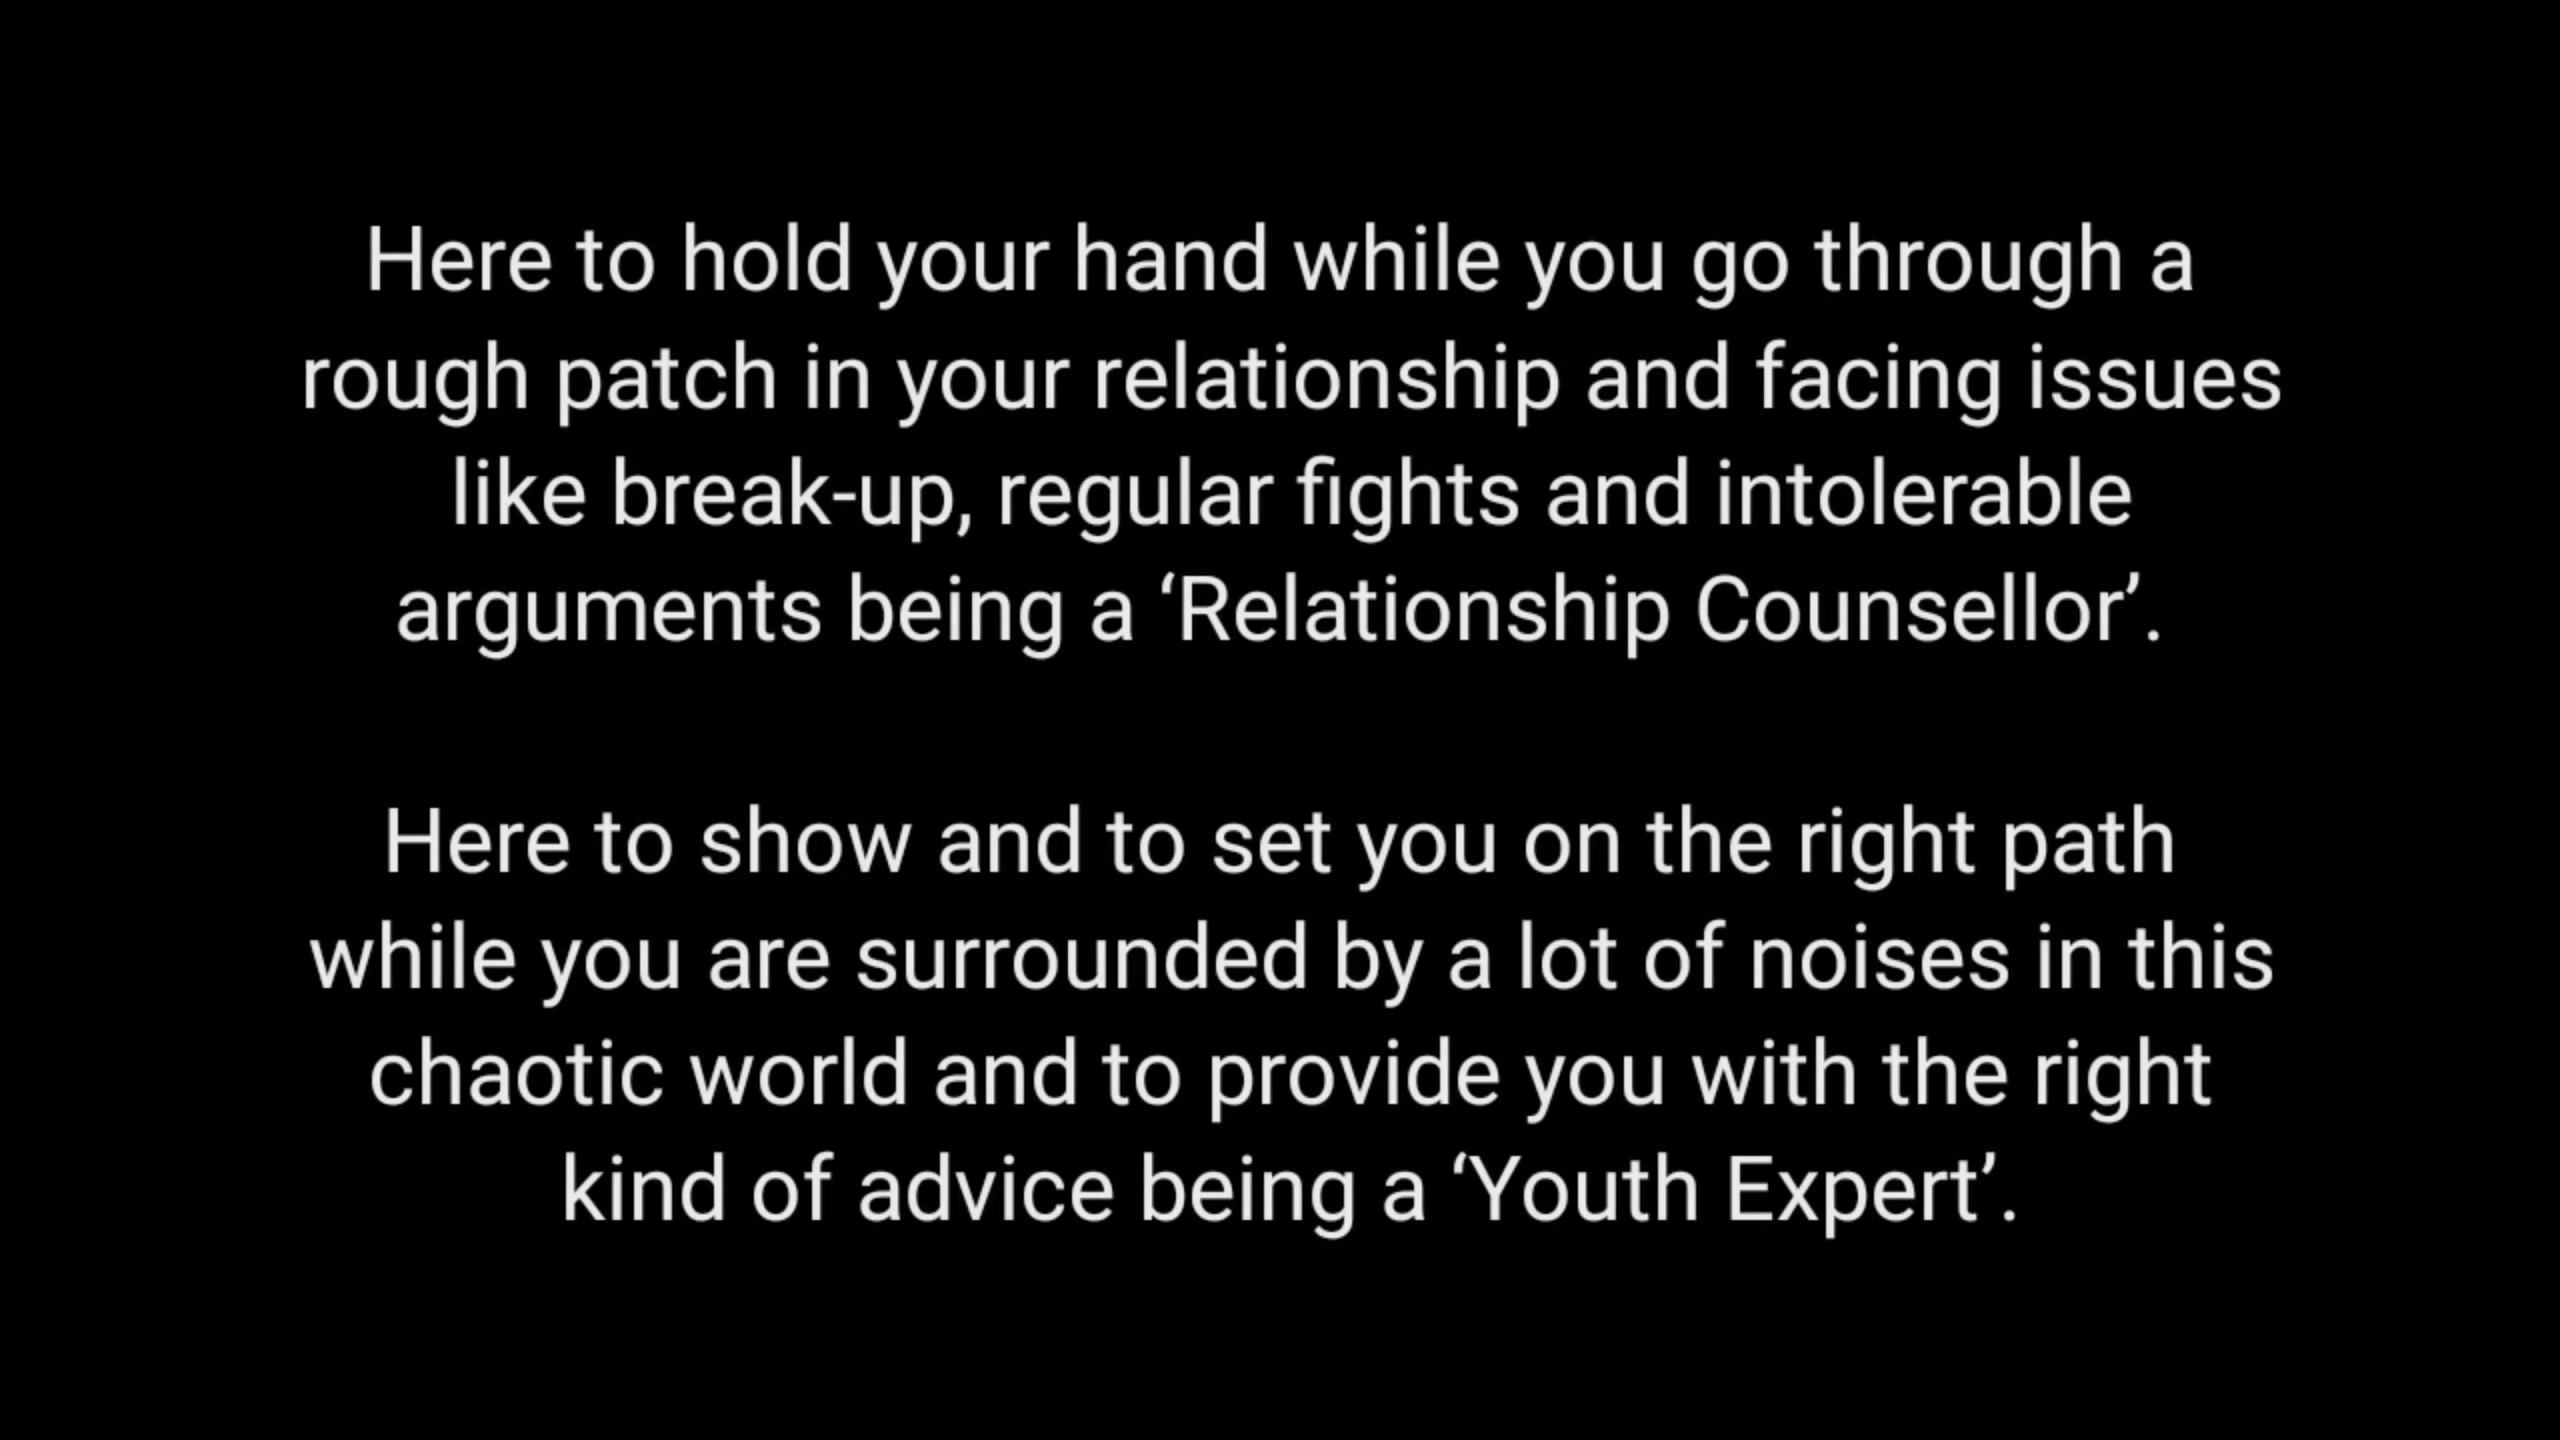 Here to hold your hand while you go through a
rough patch in your relationship and facing issues
like break-up, regular fights and intolerable
arguments being a ‘Relationship Counsellor’.
Here to show and to set you on the right path
while you are surrounded by a lot of noises in this
chaotic world and to provide you with the right
kind of advice being a ‘Youth Expert’.